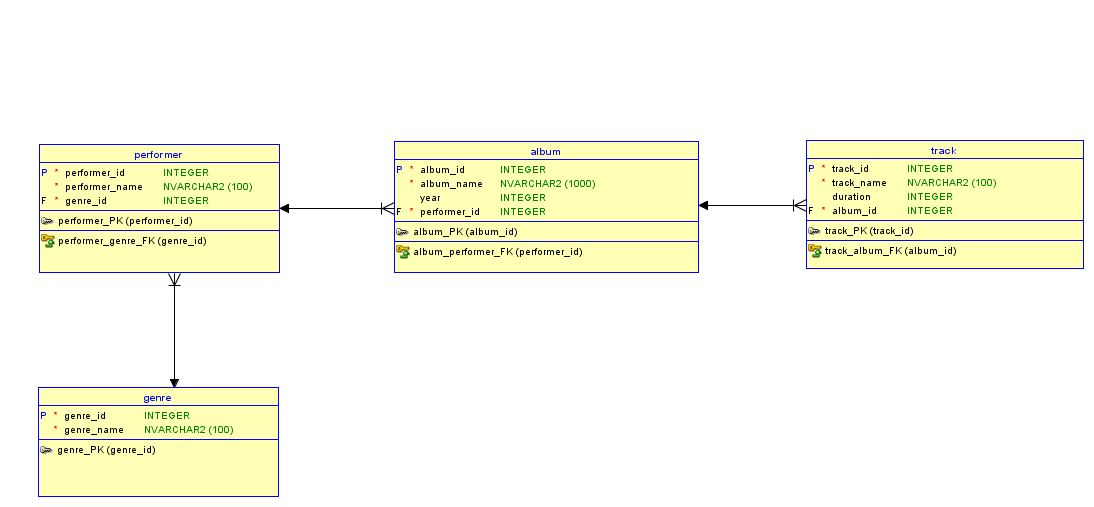 performer
P * performer_id INTEGER
* performer_name NVARCHAR2 (100)
F * genre_id INTEGER
performer_PK (performer_id)
performer_genre_FK (genre_id)
album
P * album_id INTEGER
* album_name NVARCHAR2 (1000)
year INTEGER
F * performer_id INTEGER
album_PK (album_id)
album_performer_FK (performer_id)
track
P * track_id INTEGER
* track_name NVARCHAR2 (100)
duration INTEGER
F * album_id INTEGER
track_PK (track_id)
track_album_FK (album_id)
genre
P * genre_id INTEGER
* genre_name NVARCHAR2 (100)
genre_PK (genre_id)